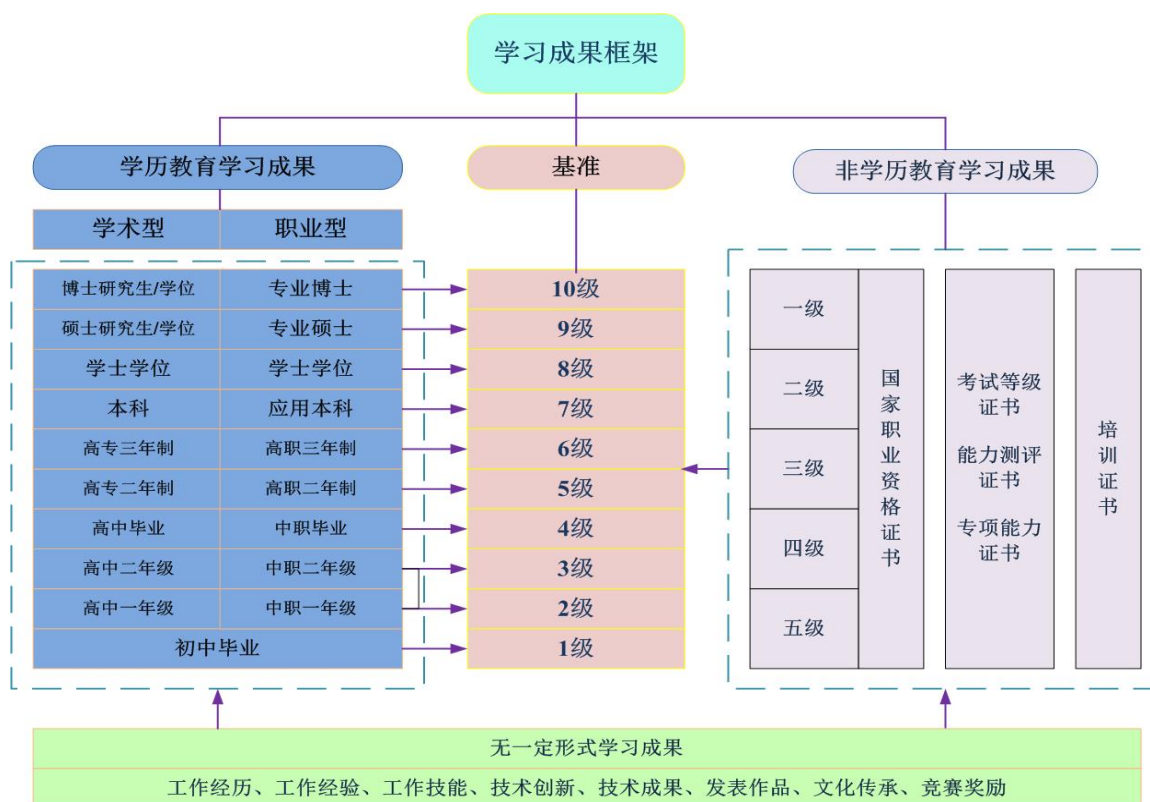 学习成果框架
学历教育学习成果
基准
非学历教育学习成果
学术型
职业型
博士研究生/学位
专业博士
10级
硕士研究生/学位
专业硕士
9级
学士学位
学士学位
8级
本科
应用本科
7级
高专三年制
高职三年制
6级
高专二年制
高职二年制
5级
高中毕业
中职毕业
4级
高中二年级
中职二年级
3级
高中一年级
中职一年级
2级
初中毕业
1级
一级
二级
三级
四级
五级
国家职业资格证书
考试等级
证书
能力测评
证书
专项能力
证书
培训证书
无一定形式学习成果
工作经历、工作经验、工作技能、技术创新、技术成果、发表作品、文化传承、竞赛奖励